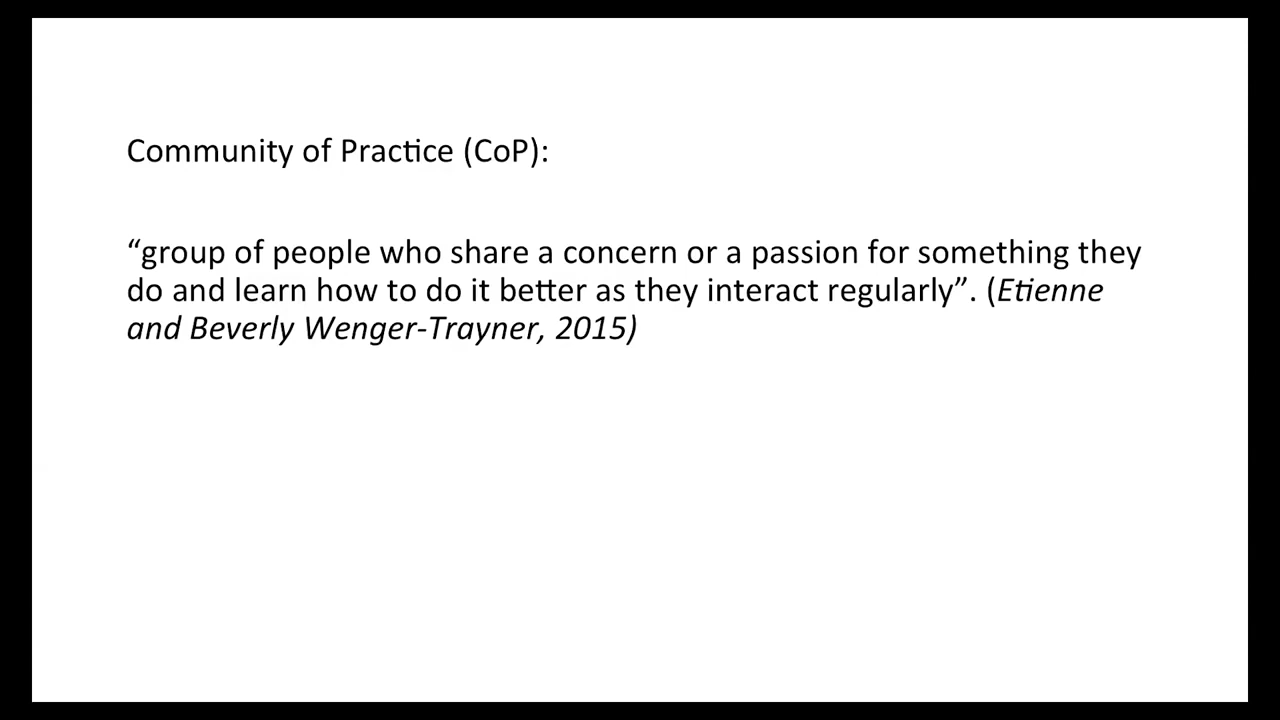 Community of Practice (CoP):
“group of people who share a concern or a passion for something they
do and learn how to do it better as they interact regularly”. (Etienne
and Beverly Wenger-Trayner, 2015)